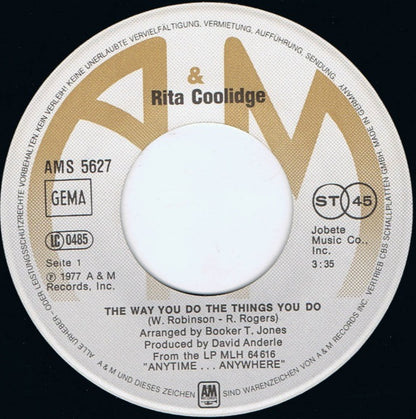 ALLE URHEBER- ODER LEISTUNGSSCHUTZRECHTE VORBEHALTEN. KEIN VERLEIH! KEINE UNERLAUBTE VERVIELFÄLTIGUNG, VERMIETUNG, AUFFÜHRUNG, SENDUNG.
MADE IN GERMANY
VERTRIEB CBS SCHALLPLATTEN GMBH
A&M
Rita Coolidge
AMS 5627
GEMA
LC 0485
Seite 1
℗ 1977 A & M
Records, Inc.
ST 45
Jobete
Music Co.,
Inc.
3:35
THE WAY YOU DO THE THINGS YOU DO
(W. Robinson - R. Rogers)
Arranged by Booker T. Jones
Produced by David Anderle
From the LP MLH 64616
"ANYTIME . . . ANYWHERE"
A&M RECORDS
A & M UND DAS A & M ZEICHEN SIND WARENZEICHEN VON A & M RECORDS INC.